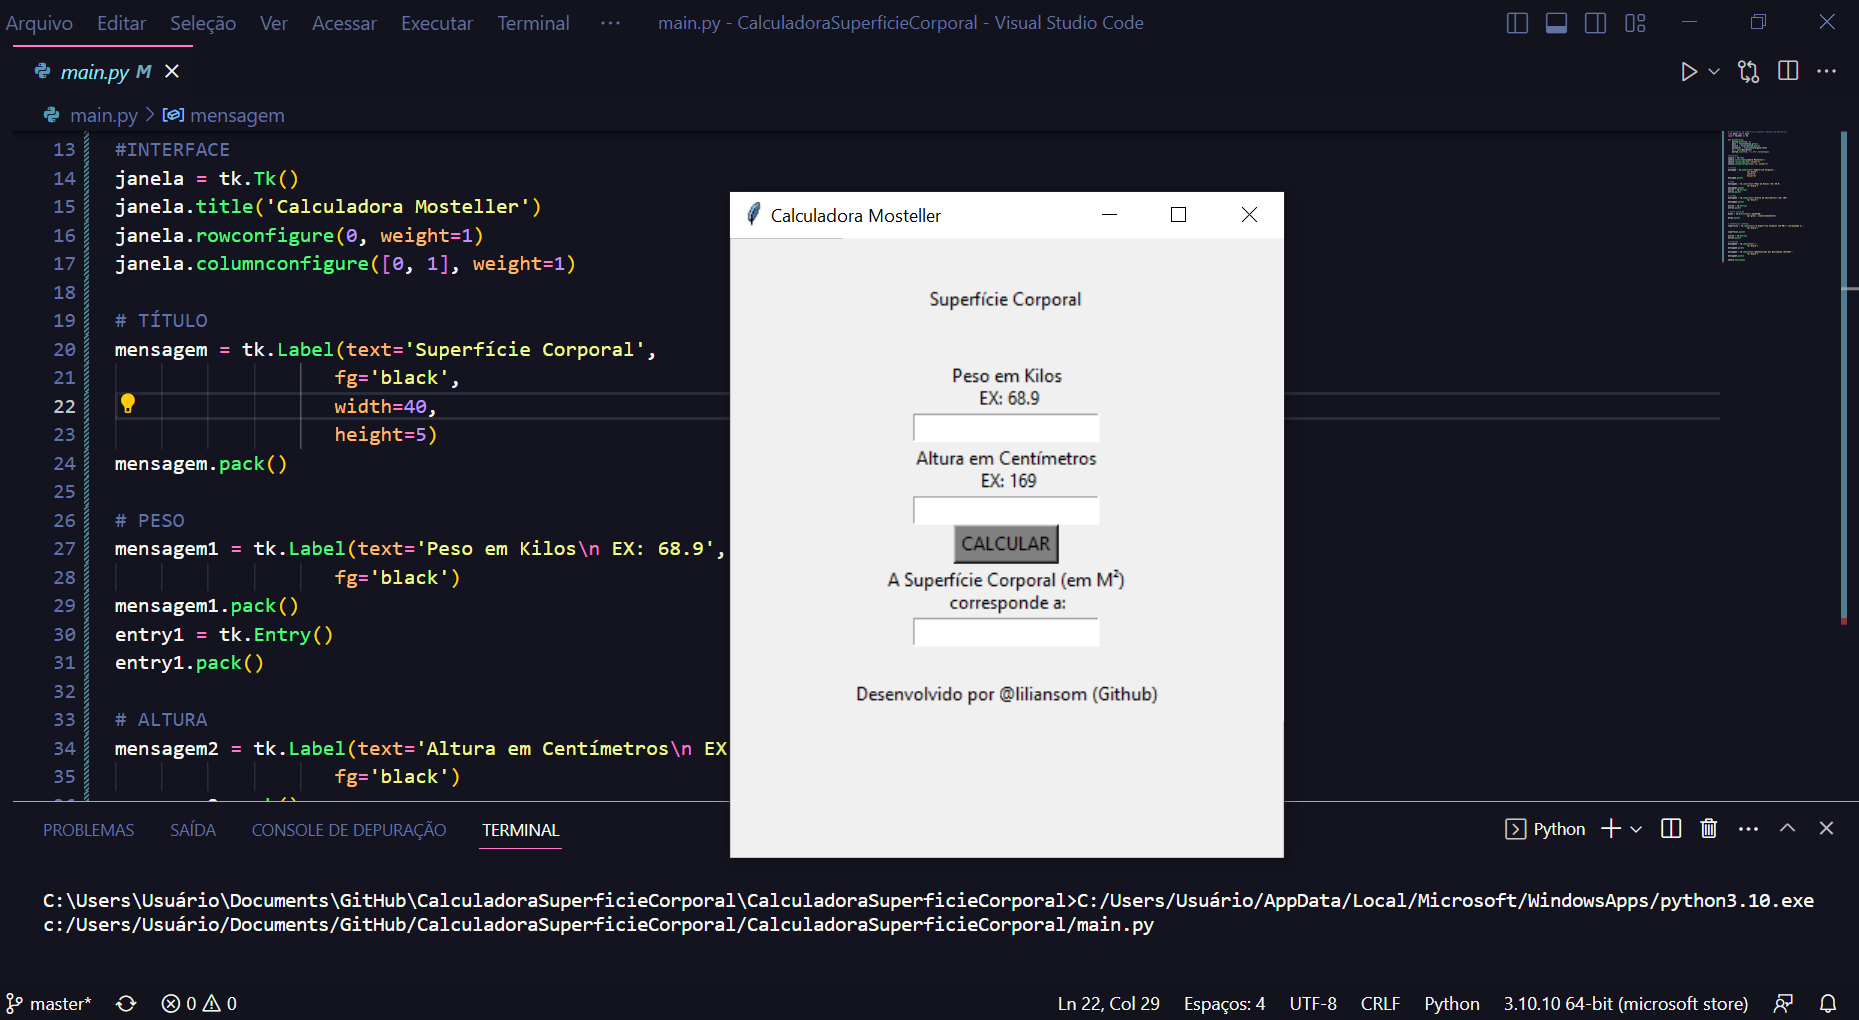 Arquivo Editar Seleção Ver Acessar Executar Terminal ··· main.py - CalculadoraSuperficieCorporal - Visual Studio Code
main.py M
main.py > mensagem
13 #INTERFACE
14 janela = tk.Tk()
15 janela.title('Calculadora Mosteller')
16 janela.rowconfigure(0, weight=1)
17 janela.columnconfigure([0, 1], weight=1)
18
19 # TÍTULO
20 mensagem = tk.Label(text='Superfície Corporal',
21 fg='black',
22 width=40,
23 height=5)
24 mensagem.pack()
25
26 # PESO
27 mensagem1 = tk.Label(text='Peso em Kilos\n EX: 68.9',
28 fg='black')
29 mensagem1.pack()
30 entry1 = tk.Entry()
31 entry1.pack()
32
33 # ALTURA
34 mensagem2 = tk.Label(text='Altura em Centímetros\n EX
35 fg='black')
Calculadora Mosteller
Superfície Corporal
Peso em Kilos
EX: 68.9
Altura em Centímetros
EX: 169
CALCULAR
A Superfície Corporal (em M²)
corresponde a:
Desenvolvido por @liliansom (Github)
PROBLEMAS SAÍDA CONSOLE DE DEPURAÇÃO TERMINAL Python
C:\Users\Usuário\Documents\GitHub\CalculadoraSuperficieCorporal\CalculadoraSuperficieCorporal>C:/Users/Usuário/AppData/Local/Microsoft/WindowsApps/python3.10.exe
c:/Users/Usuário/Documents/GitHub/CalculadoraSuperficieCorporal/CalculadoraSuperficieCorporal/main.py
master* 0 0 Ln 22, Col 29 Espaços: 4 UTF-8 CRLF Python 3.10.10 64-bit (microsoft store)